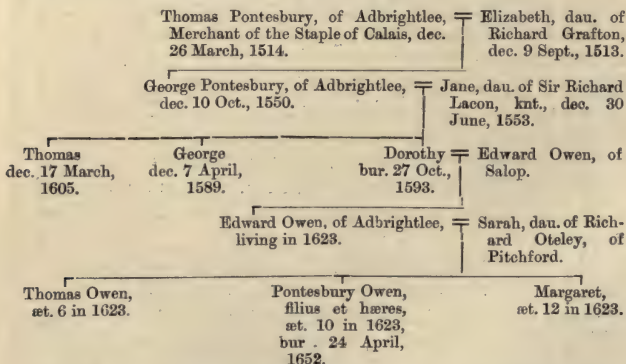 Thomas Pontesbury, of Adbrightlee, = Elizabeth, dau. of
Merchant of the Staple of Calais, dec. Richard Grafton,
26 March, 1514. dec. 9 Sept., 1513.
George Pontesbury, of Adbrightlee, = Jane, dau. of Sir Richard
dec. 10 Oct., 1550. Lacon, knt., dec. 30
June, 1553.
Thomas George Dorothy = Edward Owen, of
dec. 17 March, dec. 7 April, bur. 27 Oct., Salop.
1605. 1589. 1593.
Edward Owen, of Adbrightlee, = Sarah, dau. of Rich-
living in 1623. ard Oteley, of
Pitchford.
Thomas Owen, Pontesbury Owen, Margaret,
æt. 6 in 1623. filius et hæres, æt. 12 in 1623.
æt. 10 in 1623,
bur . 24 April,
1652.